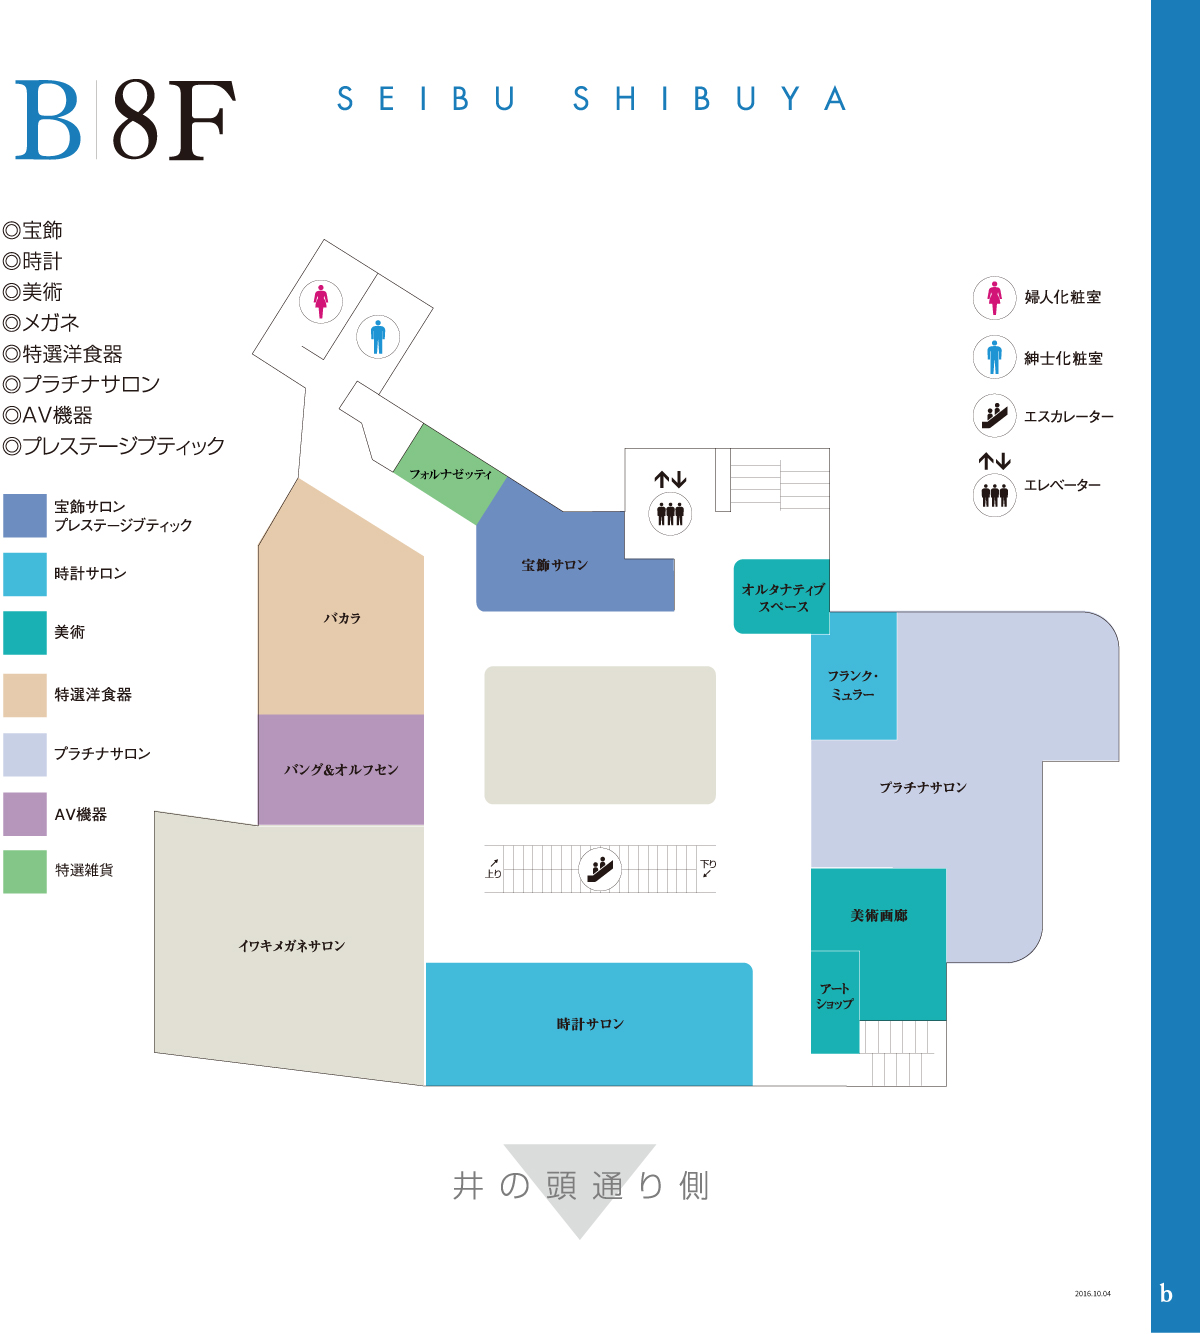 B 8F
SEIBU SHIBUYA
◎宝飾
◎時計
◎美術
◎メガネ
◎特選洋食器
◎プラチナサロン
◎AV機器
◎プレステージブティック
宝飾サロン
プレステージブティック
時計サロン
美術
特選洋食器
プラチナサロン
AV機器
特選雑貨
婦人化粧室
紳士化粧室
エスカレーター
エレベーター
フォルナゼッティ
宝飾サロン
オルタナティブ
スペース
バカラ
フランク・
ミュラー
バング&オルフセン
プラチナサロン
上り
下り
美術画廊
イワキメガネサロン
アート
ショップ
時計サロン
井の頭通り側
2016.10.04
b